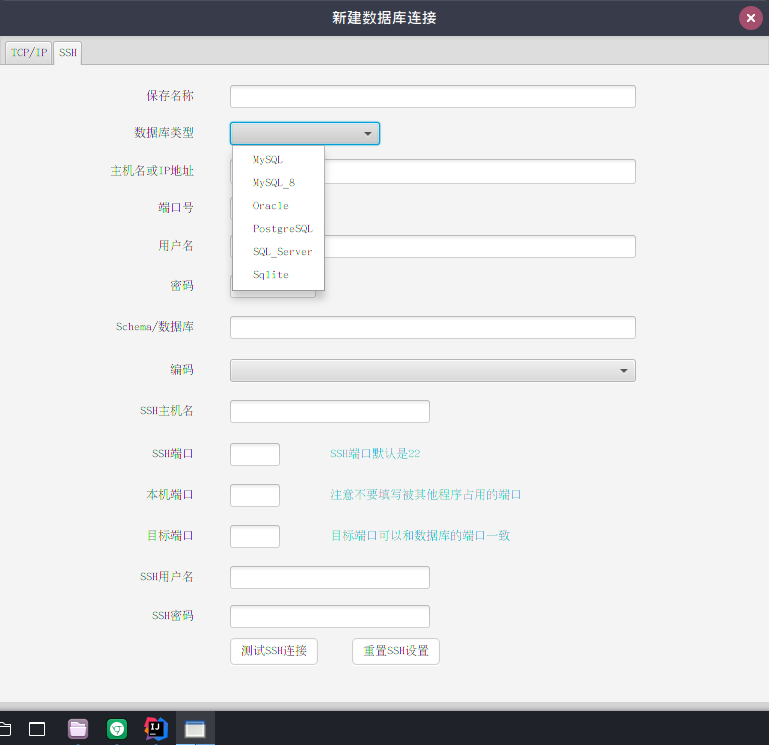 新建数据库连接
TCP/IP SSH
保存名称
数据库类型
MySQL
MySQL_8
Oracle
PostgreSQL
SQL_Server
Sqlite
主机名或IP地址
端口号
用户名
密码
Schema/数据库
编码
SSH主机名
SSH端口 SSH端口默认是22
本机端口 注意不要填写被其他程序占用的端口
目标端口 目标端口可以和数据库的端口一致
SSH用户名
SSH密码
测试SSH连接 重置SSH设置
IJ